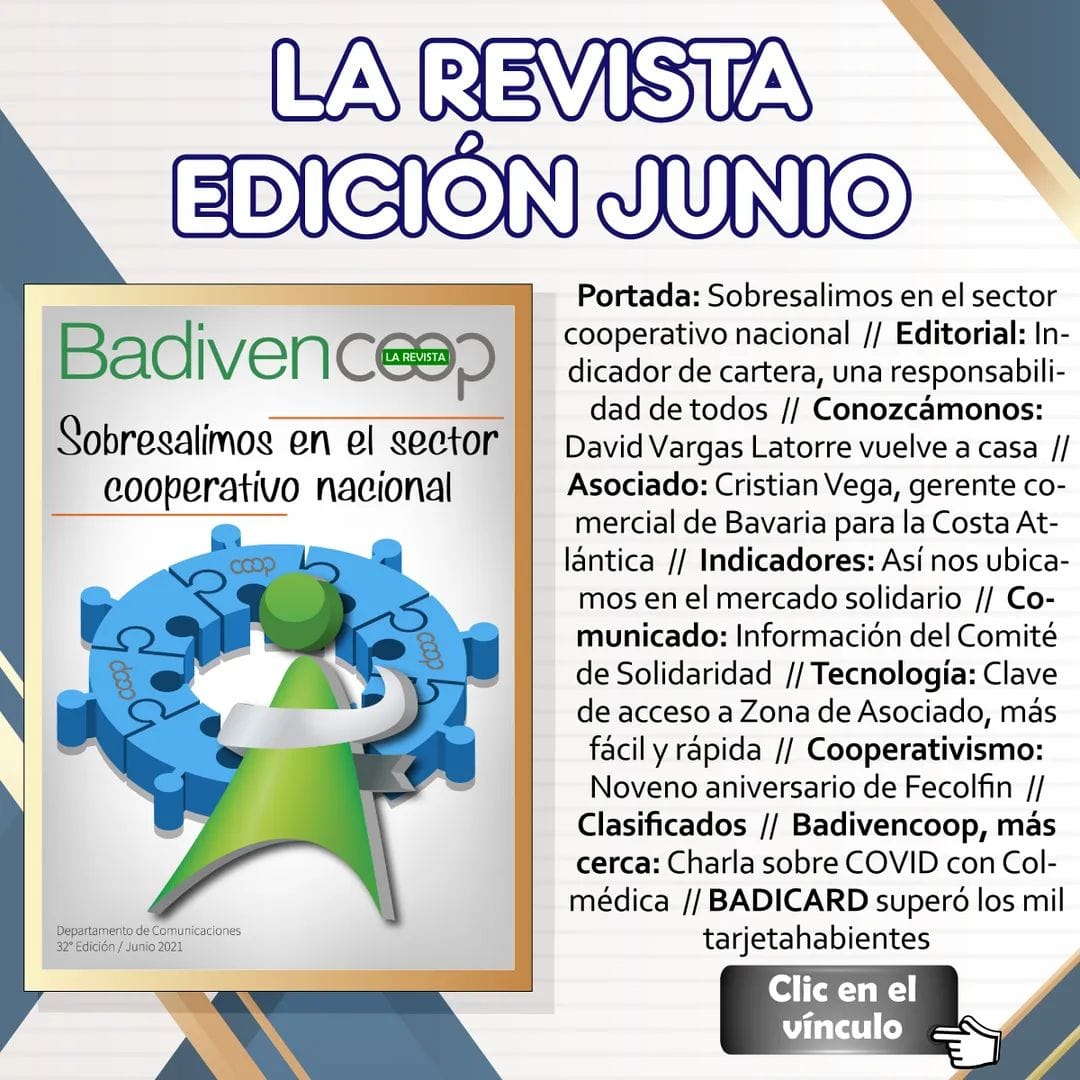 LA REVISTA
EDICIÓN JUNIO
Badivencoop
LA REVISTA
Sobresalimos en el sector
cooperativo nacional
coop
coop
coop
Departamento de Comunicaciones
32° Edición / Junio 2021
Portada: Sobresalimos en el sector
cooperativo nacional // Editorial: In-
dicador de cartera, una responsabili-
dad de todos // Conozcámonos:
David Vargas Latorre vuelve a casa //
Asociado: Cristian Vega, gerente co-
mercial de Bavaria para la Costa At-
lántica // Indicadores: Así nos ubica-
mos en el mercado solidario // Co-
municado: Información del Comité
de Solidaridad // Tecnología: Clave
de acceso a Zona de Asociado, más
fácil y rápida // Cooperativismo:
Noveno aniversario de Fecolfin //
Clasificados // Badivencoop, más
cerca: Charla sobre COVID con Col-
médica // BADICARD superó los mil
tarjetahabientes
Clic en el
vínculo